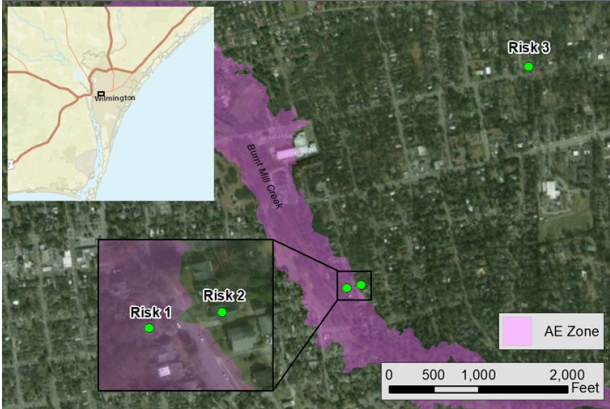 Wilmington
Risk 3
Burnt Mill Creek
Risk 1
Risk 2
AE Zone
0 500 1,000 2,000
Feet